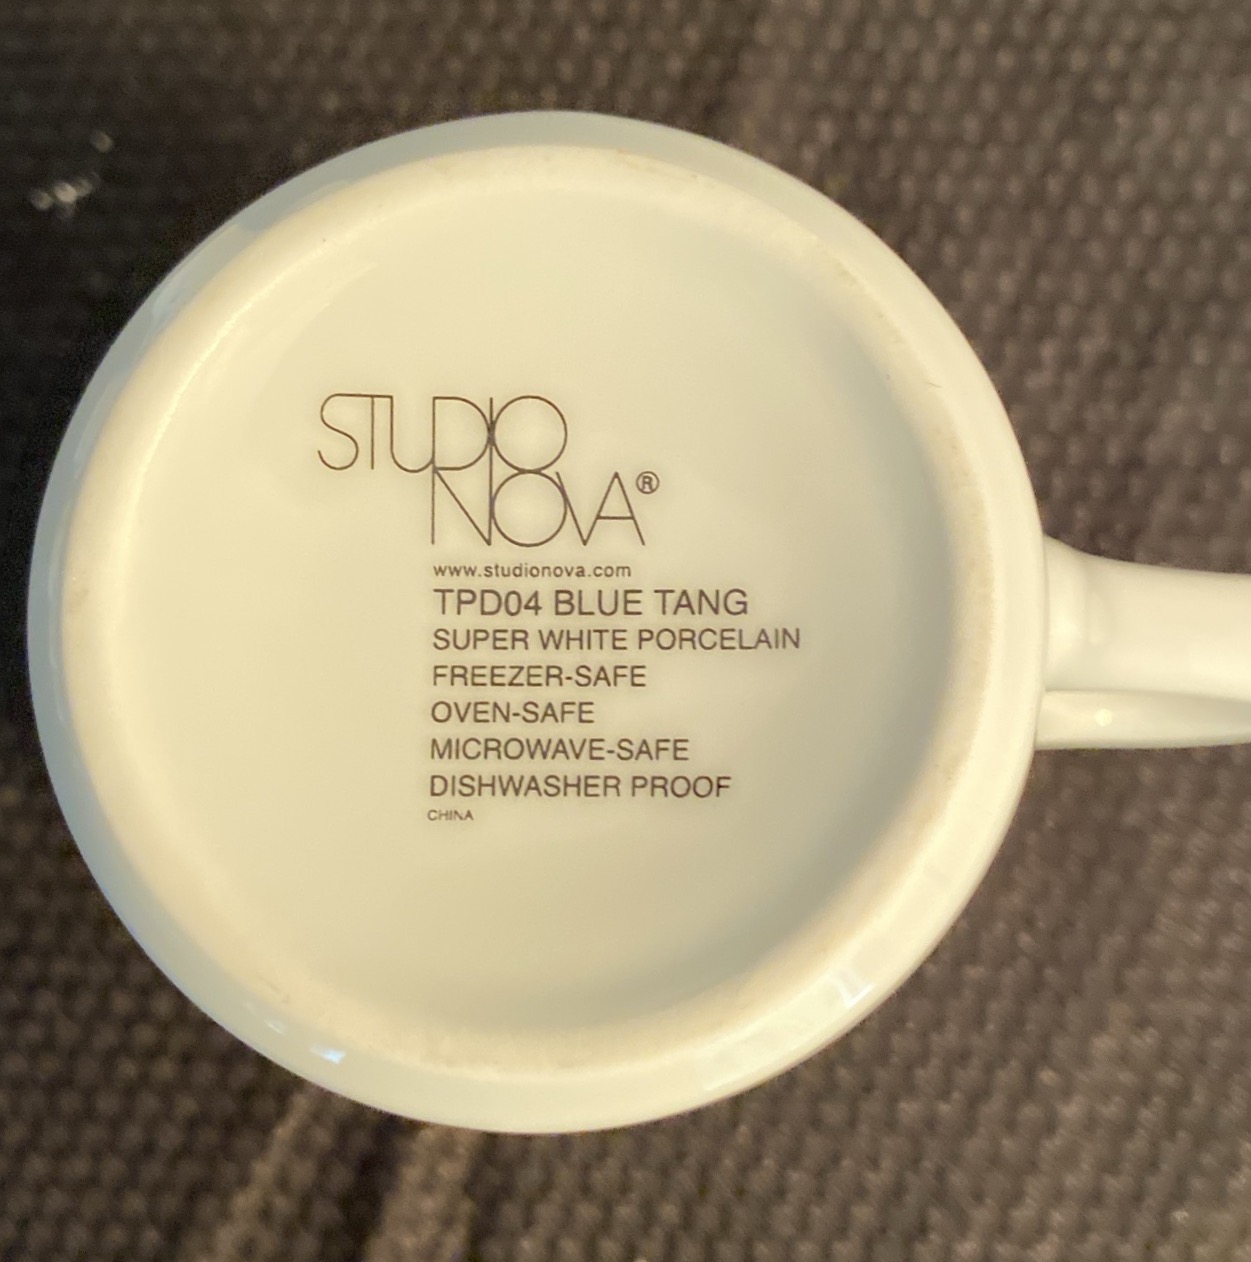 STUDIO
NOVA®
www.studionova.com
TPD04 BLUE TANG
SUPER WHITE PORCELAIN
FREEZER-SAFE
OVEN-SAFE
MICROWAVE-SAFE
DISHWASHER PROOF
CHINA